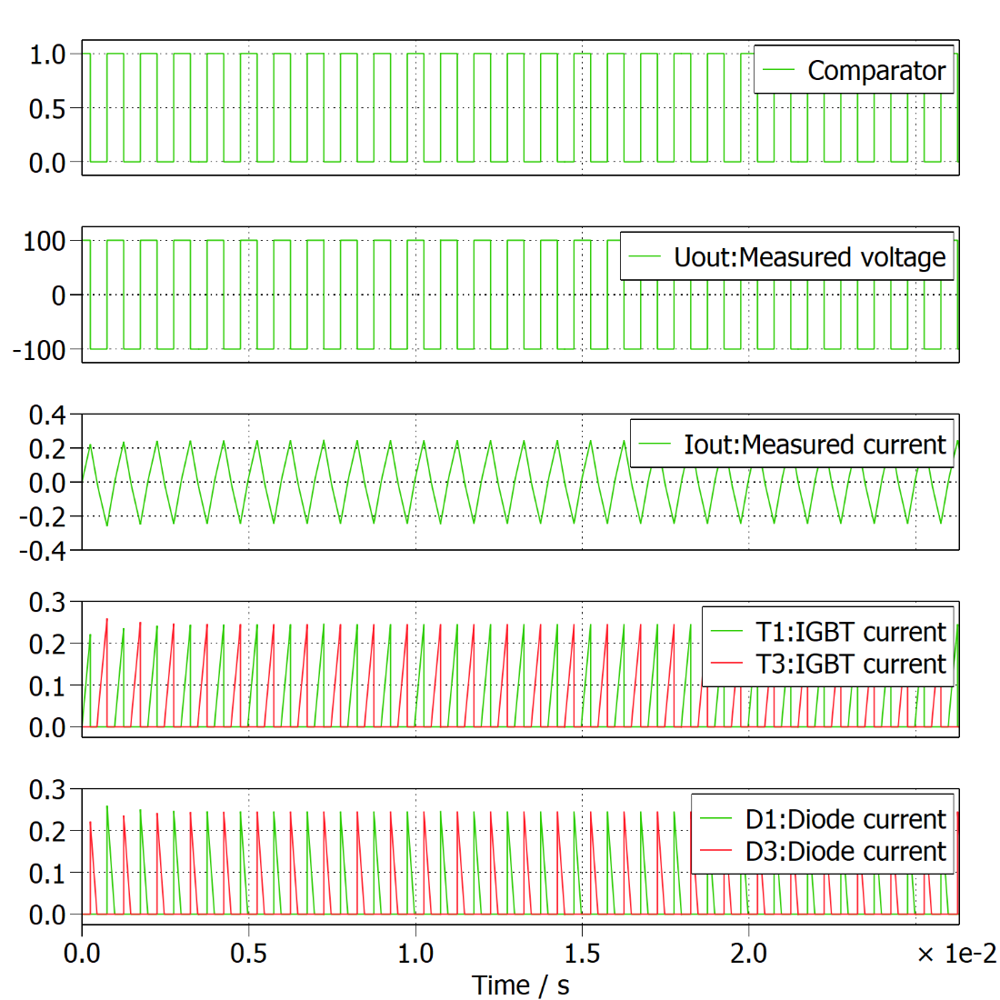 1.0
Comparator
0.5
0.0
100
Uout:Measured voltage
0
-100
0.4
0.2
Iout:Measured current
0.0
-0.2
-0.4
0.3
T1:IGBT current
0.2
T3:IGBT current
0.1
0.0
0.3
D1:Diode current
0.2
D3:Diode current
0.1
0.0
0.0 0.5 1.0 1.5 2.0 × 1e-2
Time / s